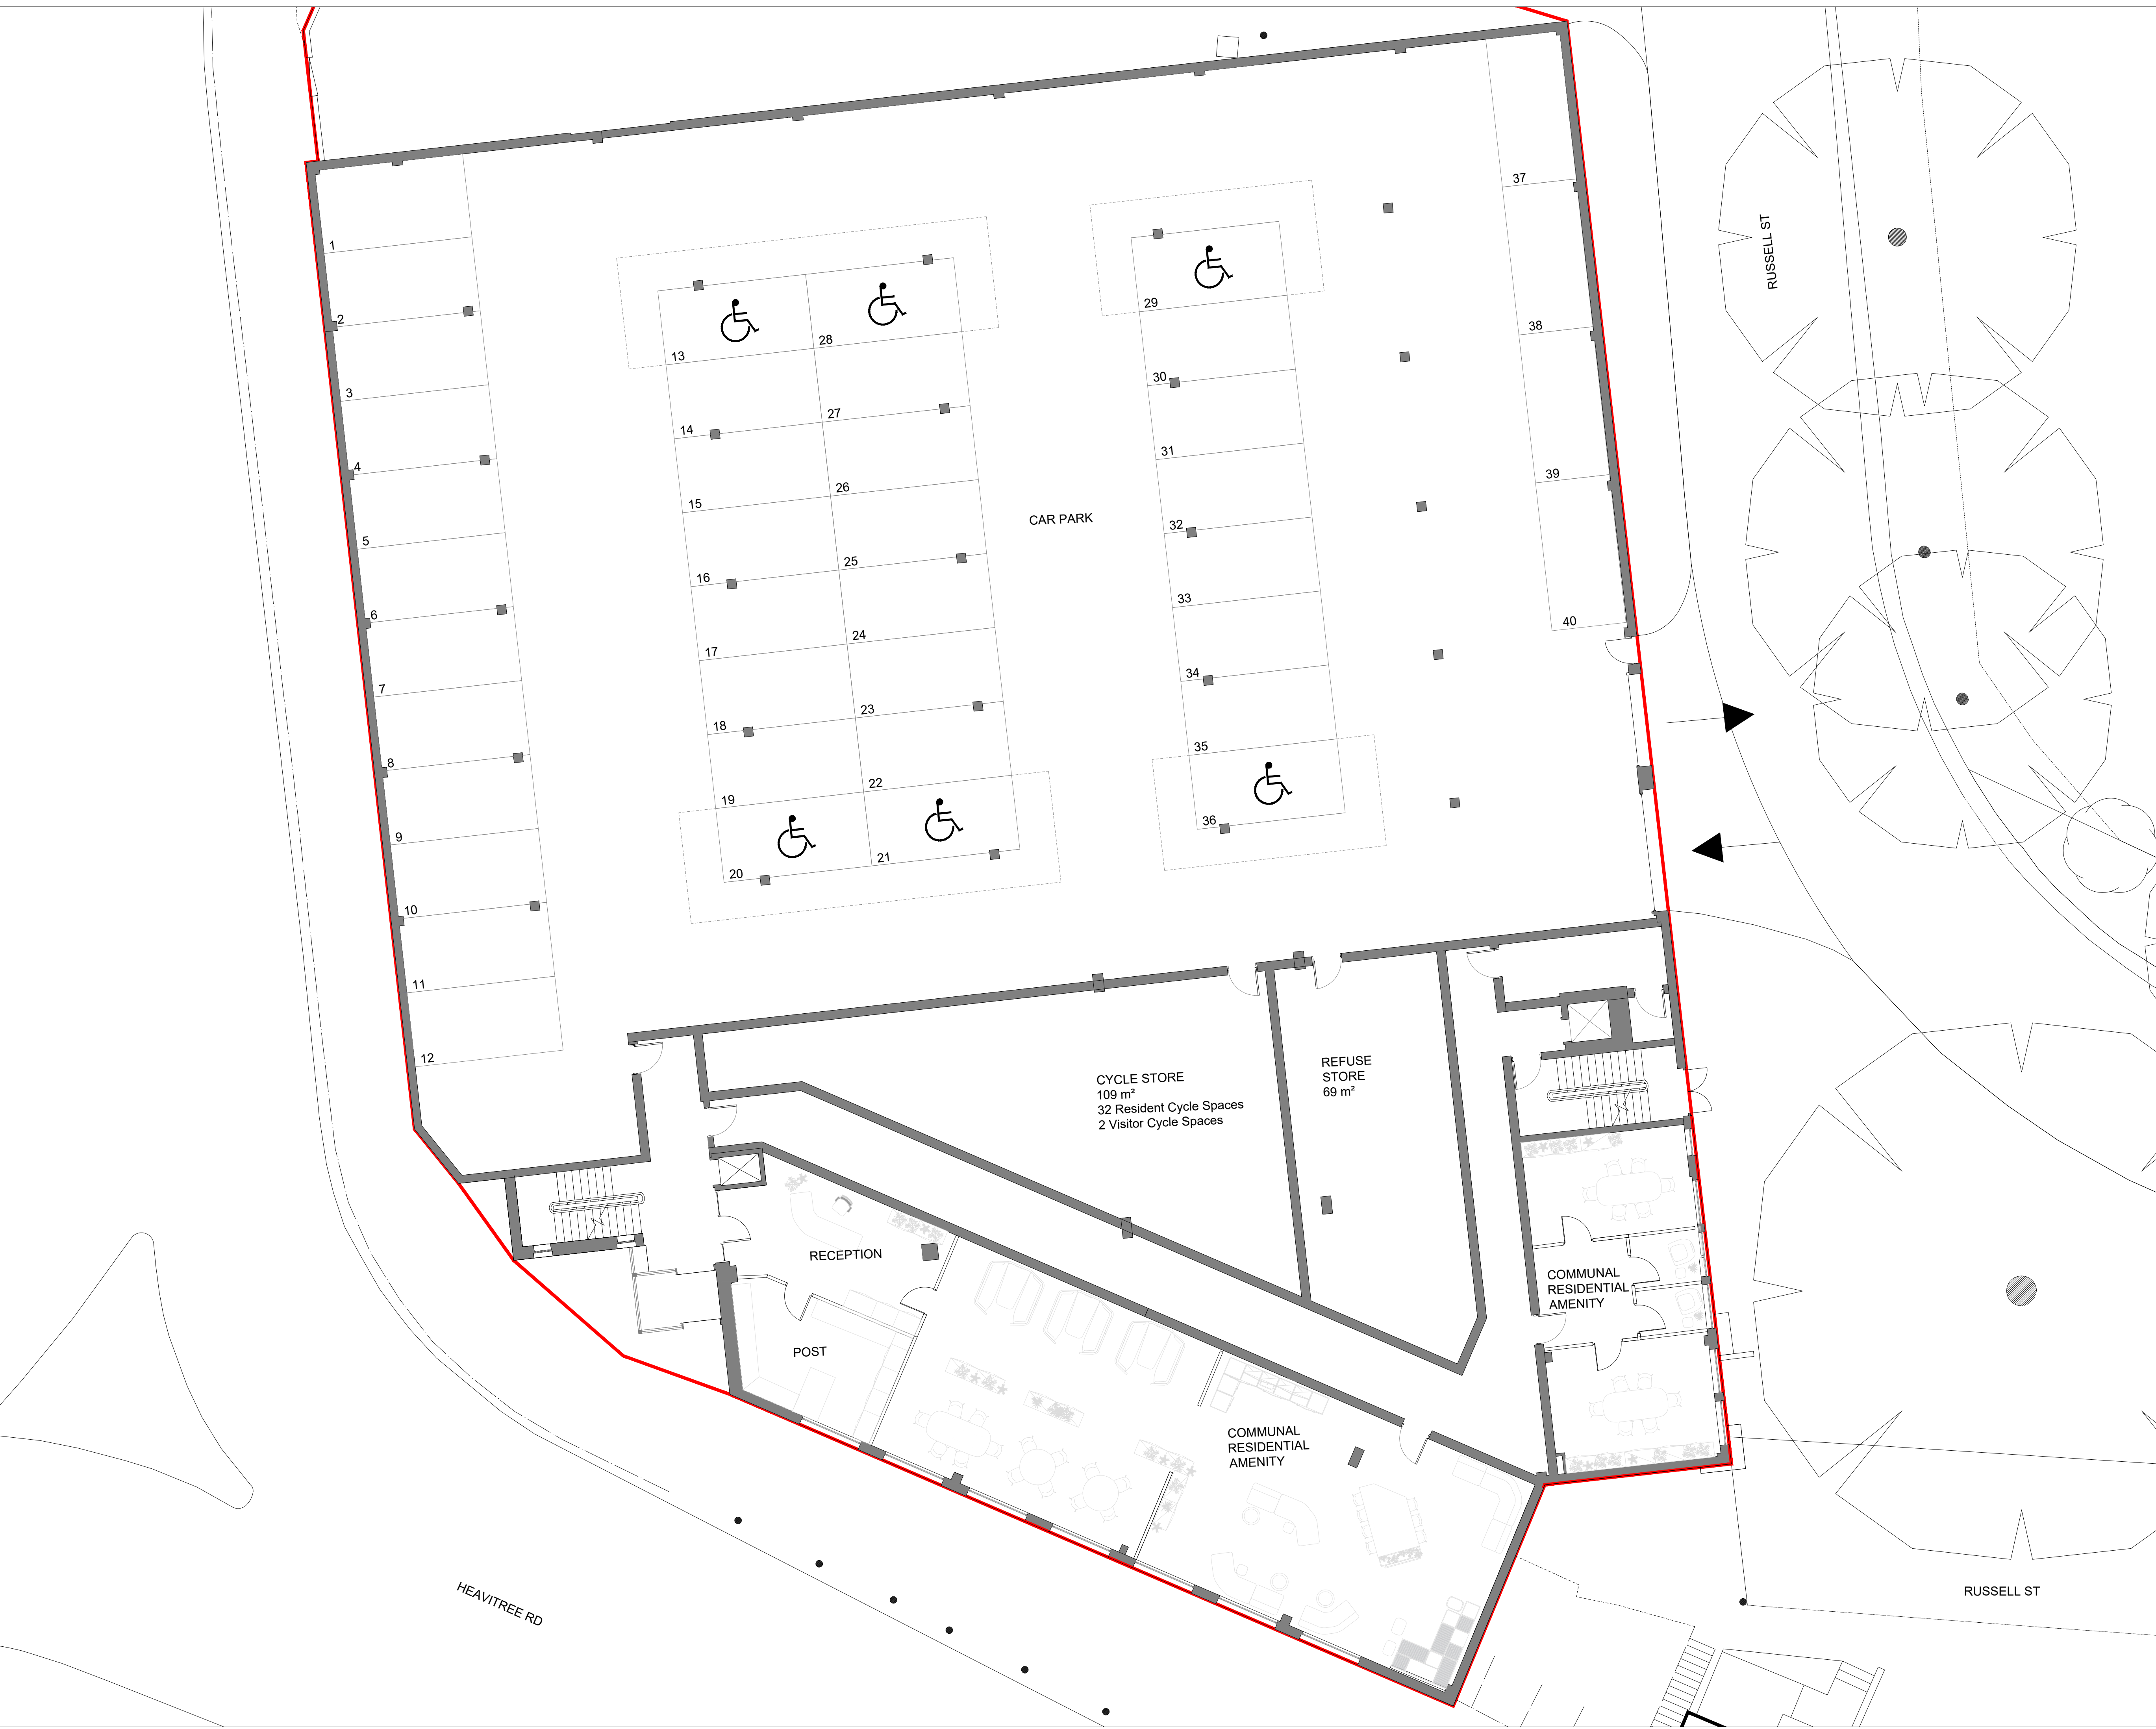 RUSSELL ST
1
2
3
4
5
6
7
8
9
10
11
12
13
14
15
16
17
18
19
20
28
27
26
25
24
23
22
21
CAR PARK
29
30
31
32
33
34
35
36
37
38
39
40
CYCLE STORE
109 m²
32 Resident Cycle Spaces
2 Visitor Cycle Spaces
REFUSE
STORE
69 m²
RECEPTION
POST
COMMUNAL
RESIDENTIAL
AMENITY
COMMUNAL
RESIDENTIAL
AMENITY
HEAVITREE RD
RUSSELL ST